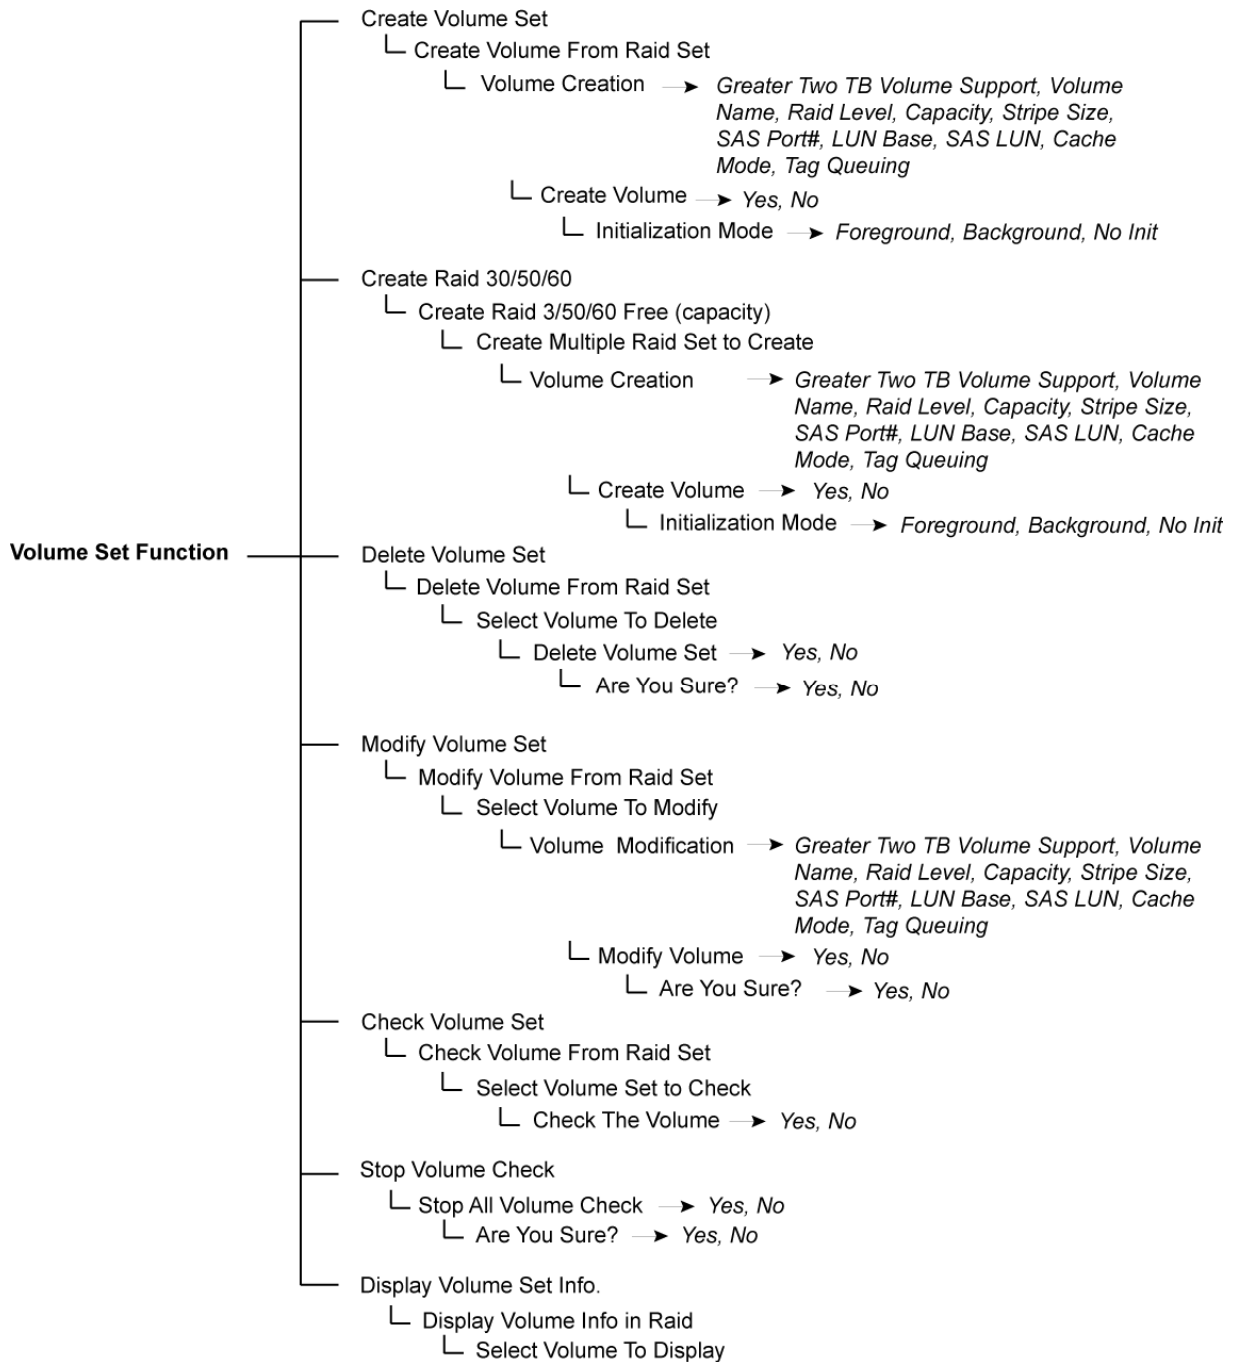 Create Volume Set
Create Volume From Raid Set
Volume Creation
Greater Two TB Volume Support, Volume
Name, Raid Level, Capacity, Stripe Size,
SAS Port#, LUN Base, SAS LUN, Cache
Mode, Tag Queuing
Create Volume
Yes, No
Initialization Mode
Foreground, Background, No Init
Create Raid 30/50/60
Create Raid 3/50/60 Free (capacity)
Create Multiple Raid Set to Create
Volume Creation
Greater Two TB Volume Support, Volume
Name, Raid Level, Capacity, Stripe Size,
SAS Port#, LUN Base, SAS LUN, Cache
Mode, Tag Queuing
Create Volume
Yes, No
Initialization Mode
Foreground, Background, No Init
Volume Set Function
Delete Volume Set
Delete Volume From Raid Set
Select Volume To Delete
Delete Volume Set
Yes, No
Are You Sure?
Yes, No
Modify Volume Set
Modify Volume From Raid Set
Select Volume To Modify
Volume Modification
Greater Two TB Volume Support, Volume
Name, Raid Level, Capacity, Stripe Size,
SAS Port#, LUN Base, SAS LUN, Cache
Mode, Tag Queuing
Modify Volume
Yes, No
Are You Sure?
Yes, No
Check Volume Set
Check Volume From Raid Set
Select Volume Set to Check
Check The Volume
Yes, No
Stop Volume Check
Stop All Volume Check
Yes, No
Are You Sure?
Yes, No
Display Volume Set Info.
Display Volume Info in Raid
Select Volume To Display